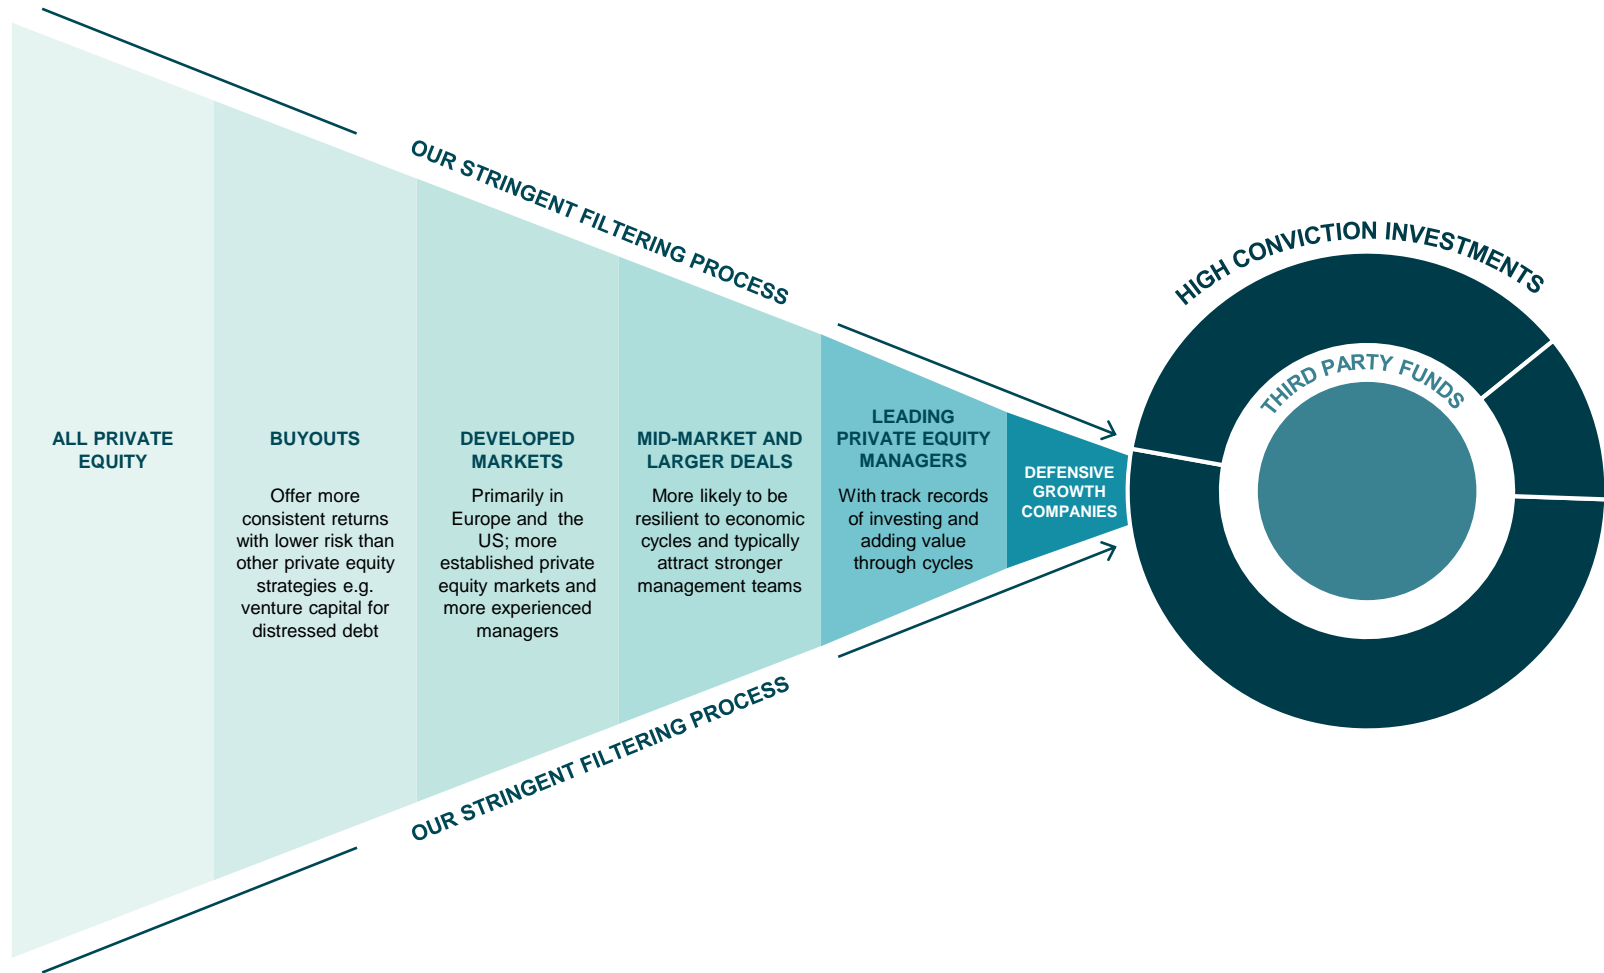 OUR STRINGENT FILTERING PROCESS
ALL PRIVATE
EQUITY
BUYOUTS
Offer more
consistent returns
with lower risk than
other private equity
strategies e.g.
venture capital for
distressed debt
DEVELOPED
MARKETS
Primarily in
Europe and the
US; more
established private
equity markets and
more experienced
managers
MID-MARKET AND
LARGER DEALS
More likely to be
resilient to economic
cycles and typically
attract stronger
management teams
LEADING
PRIVATE EQUITY
MANAGERS
With track records
of investing and
adding value
through cycles
DEFENSIVE
GROWTH
COMPANIES
HIGH CONVICTION INVESTMENTS
THIRD PARTY FUNDS
OUR STRINGENT FILTERING PROCESS